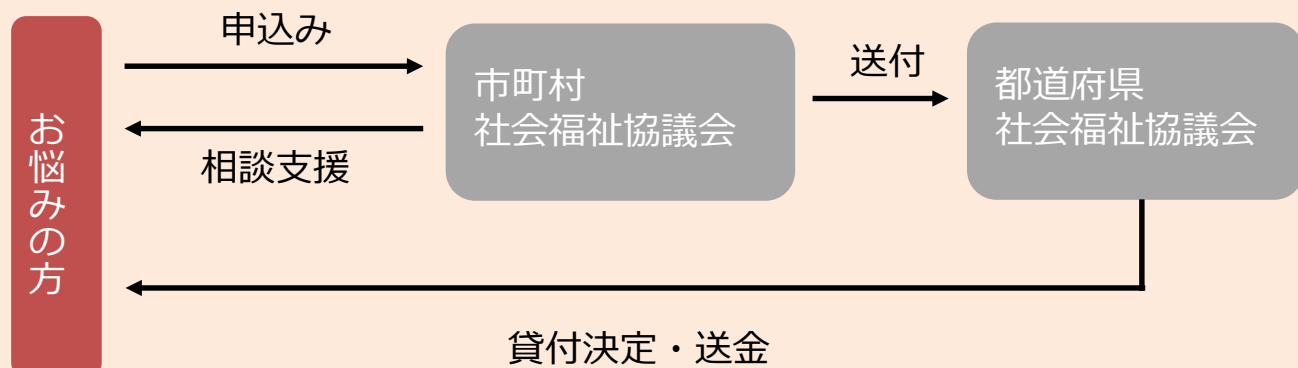 お悩みの方
申込み
相談支援
市町村
社会福祉協議会
送付
都道府県
社会福祉協議会
貸付決定・送金